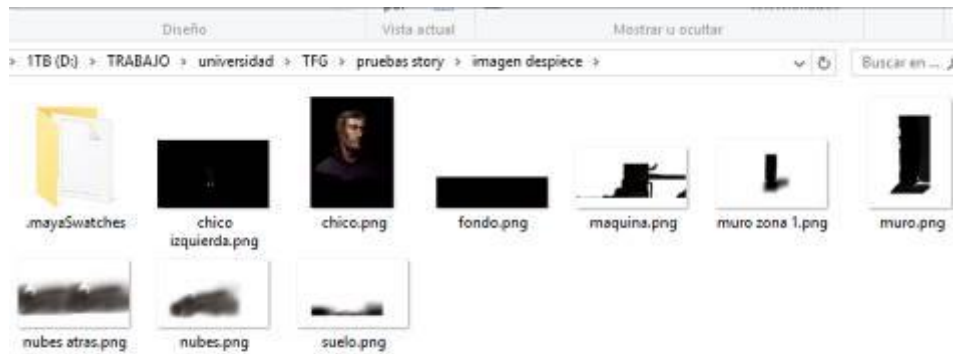 Diseño
Vista actual
Mostrar u ocultar
> 1TB (D:) > TRABAJO > universidad > TFG > pruebas story > imagen despiece >
Buscar en ...
.mayaSwatches
chico izquierda.png
chico.png
fondo.png
maquina.png
muro zona 1.png
muro.png
nubes atras.png
nubes.png
suelo.png